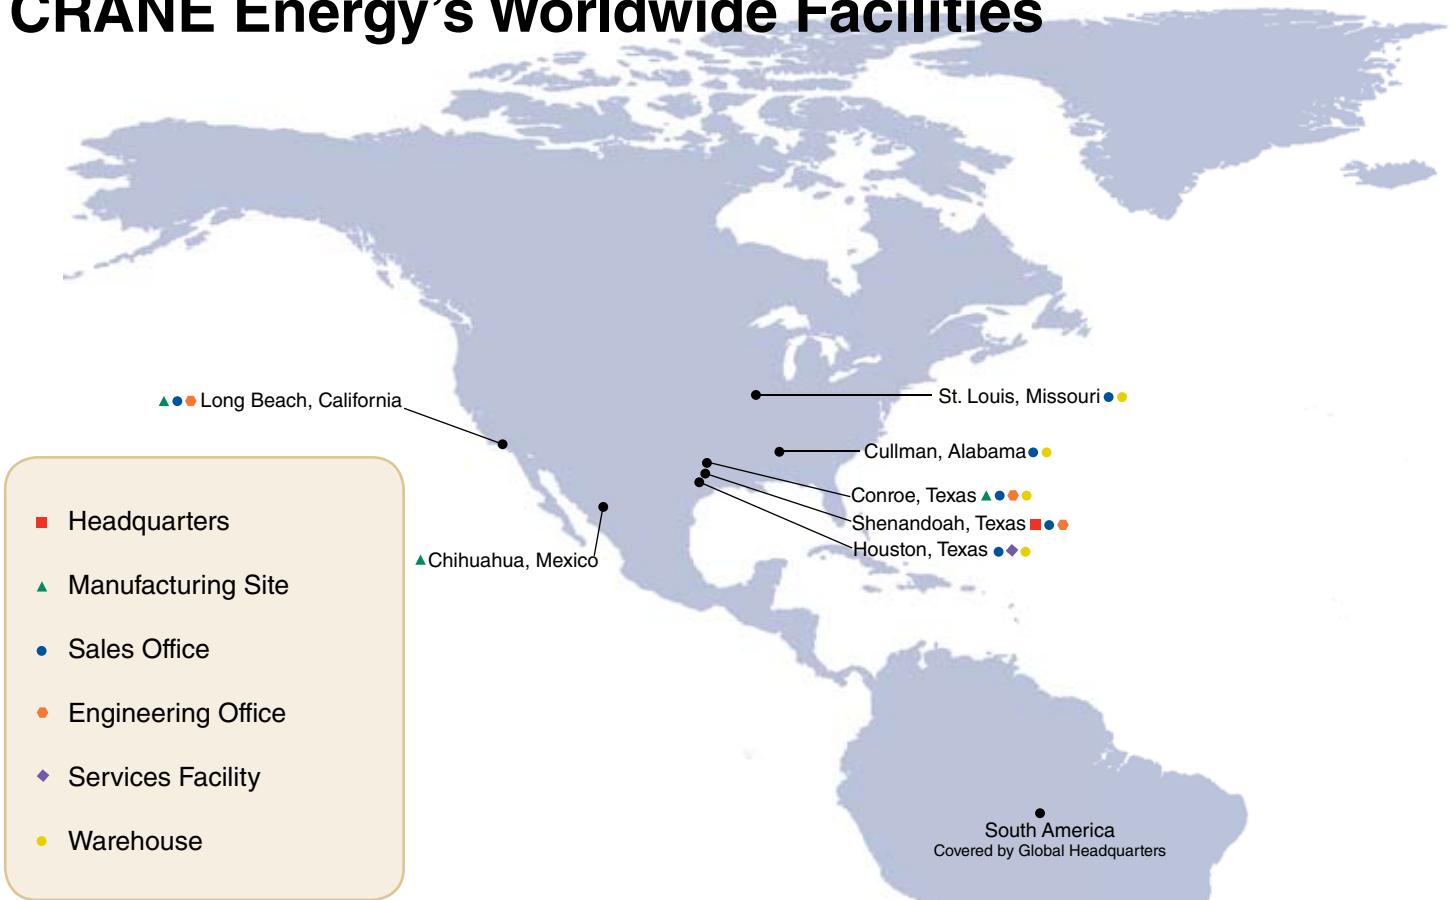 CRANE Energy's Worldwide Facilities
Long Beach, California
St. Louis, Missouri
Cullman, Alabama
Conroe, Texas
Shenandoah, Texas
Houston, Texas
Chihuahua, Mexico
Headquarters
Manufacturing Site
Sales Office
Engineering Office
Services Facility
Warehouse
South America
Covered by Global Headquarters